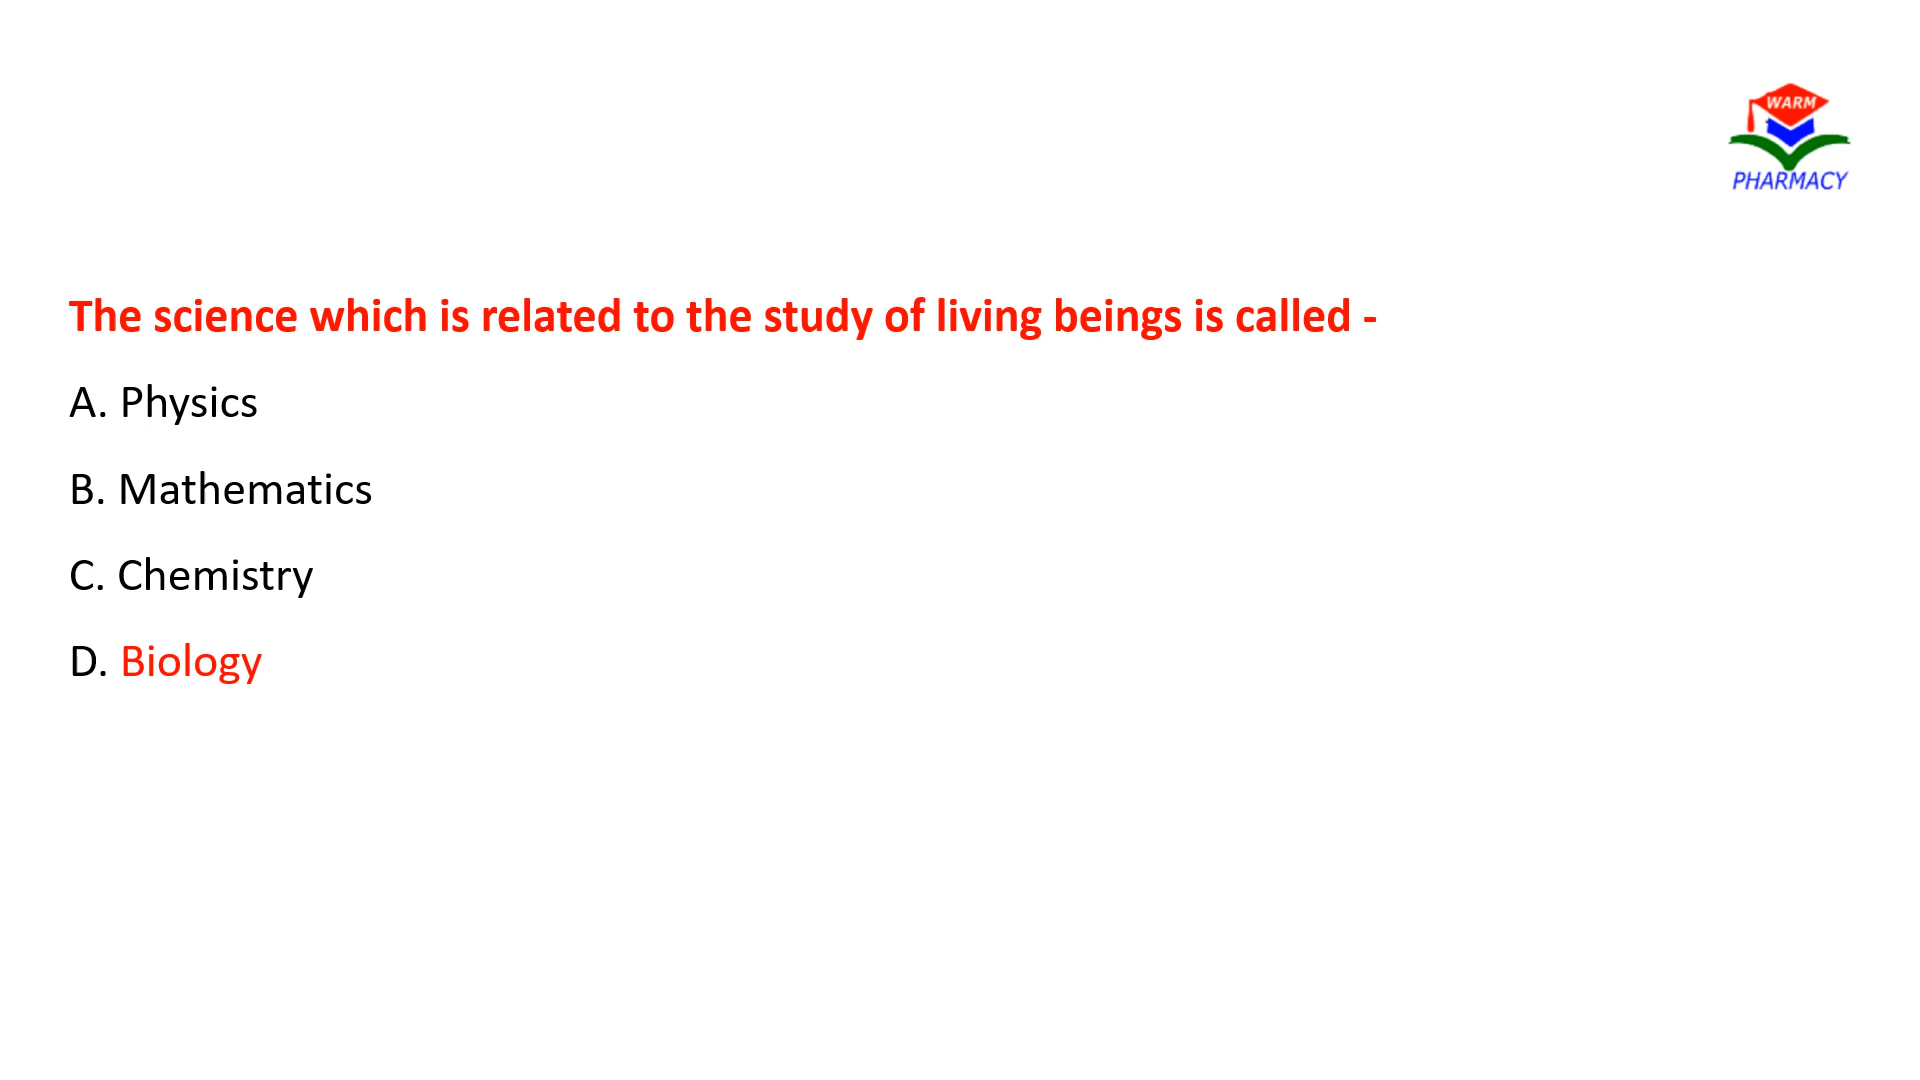 WARM
PHARMACY
The science which is related to the study of living beings is called -
A. Physics
B. Mathematics
C. Chemistry
D. Biology